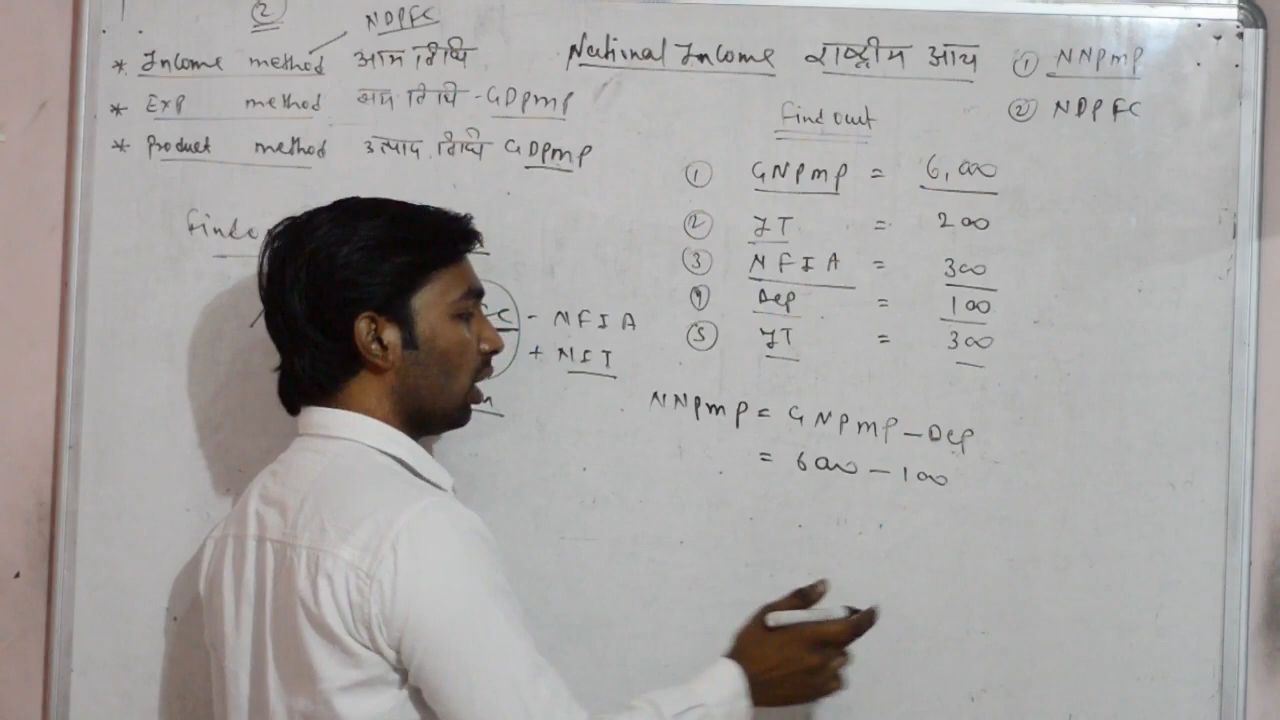 ②
NDPFC
* Income method आय विधि
* Exp method व्यय विधि - GDPMP
* Product method उत्पाद विधि GDPMP
National Income राष्ट्रीय आय
① NNPMP
② NDPFC
Find out
① GNPMP = 6,000
② IT = 200
③ NFIA = 300
④ Dep = 100
⑤ IT = 300
- NFIA
+ NIT
NNPMP = GNPMP - Dep
= 6000 - 100